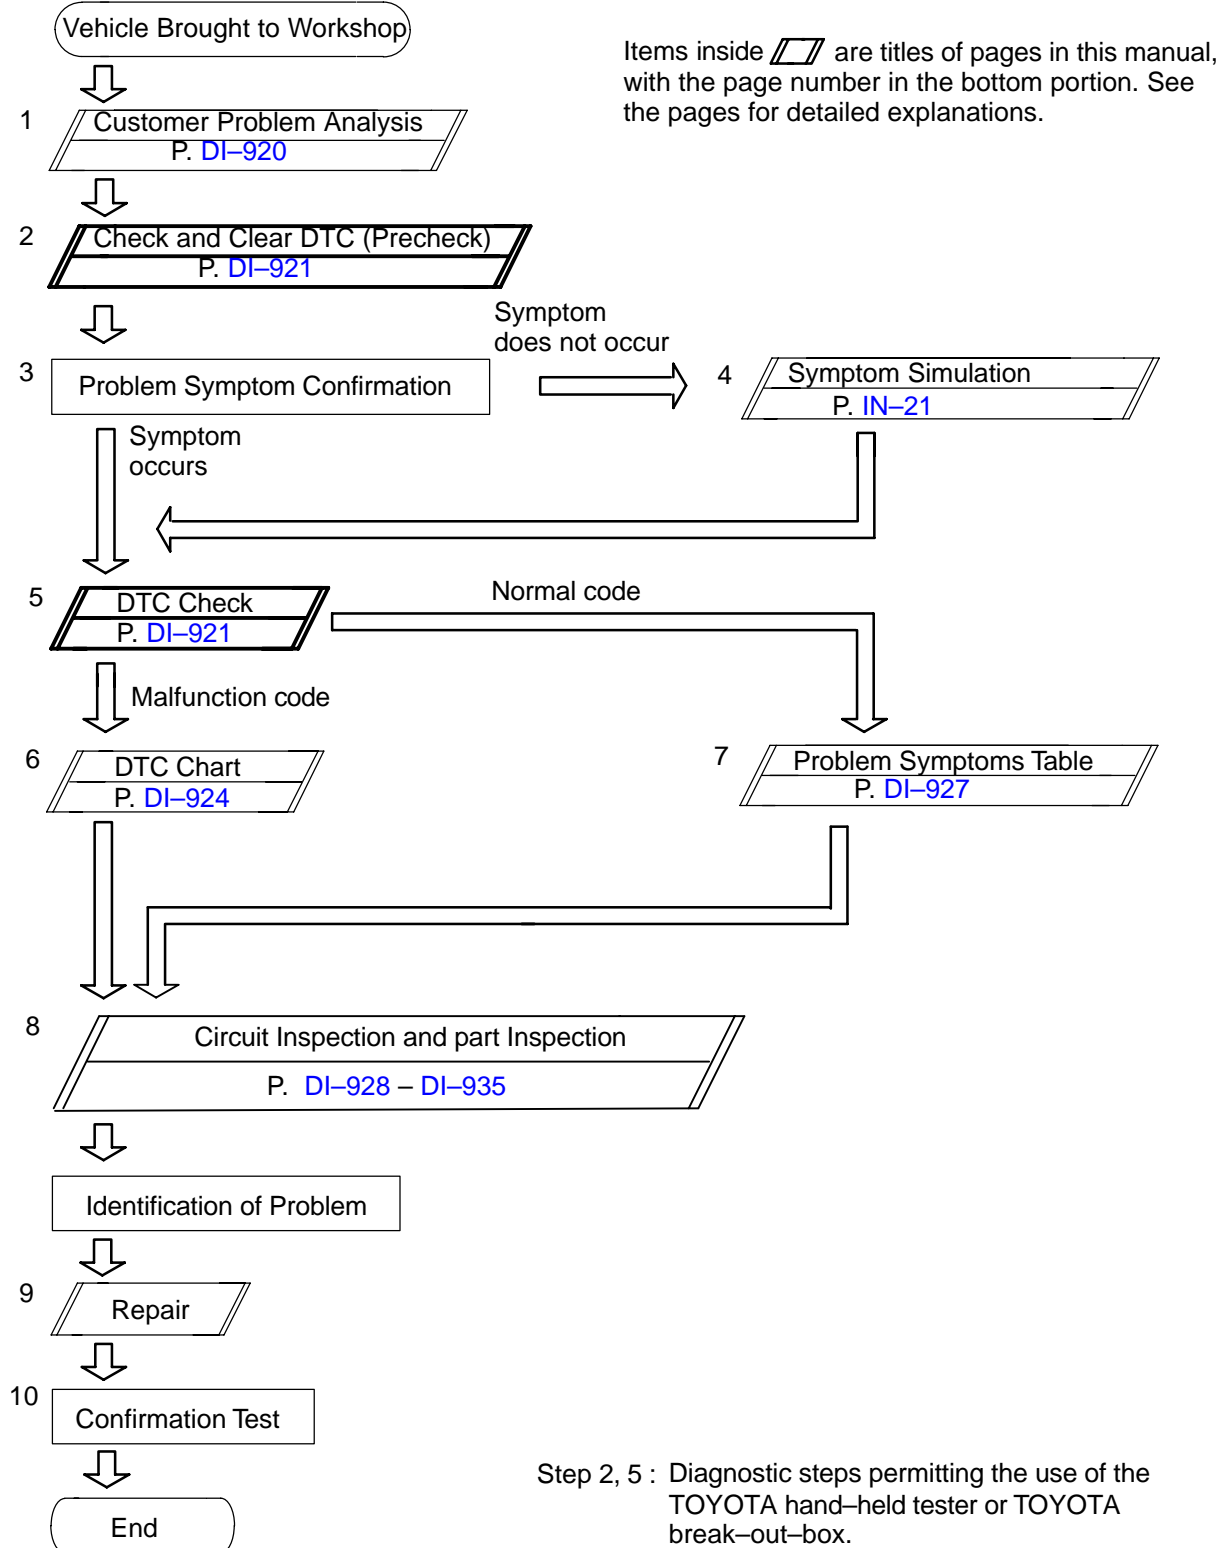 Vehicle Brought to Workshop
Items inside are titles of pages in this manual,
with the page number in the bottom portion. See
the pages for detailed explanations.
1
Customer Problem Analysis
P. DI–920
2
Check and Clear DTC (Precheck)
P. DI–921
Symptom
does not occur
3
Problem Symptom Confirmation
4
Symptom Simulation
P. IN–21
Symptom
occurs
5
DTC Check
P. DI–921
Normal code
Malfunction code
6
DTC Chart
P. DI–924
7
Problem Symptoms Table
P. DI–927
8
Circuit Inspection and part Inspection
P. DI–928 – DI–935
Identification of Problem
9
Repair
10
Confirmation Test
End
Step 2, 5 : Diagnostic steps permitting the use of the
TOYOTA hand–held tester or TOYOTA
break–out–box.